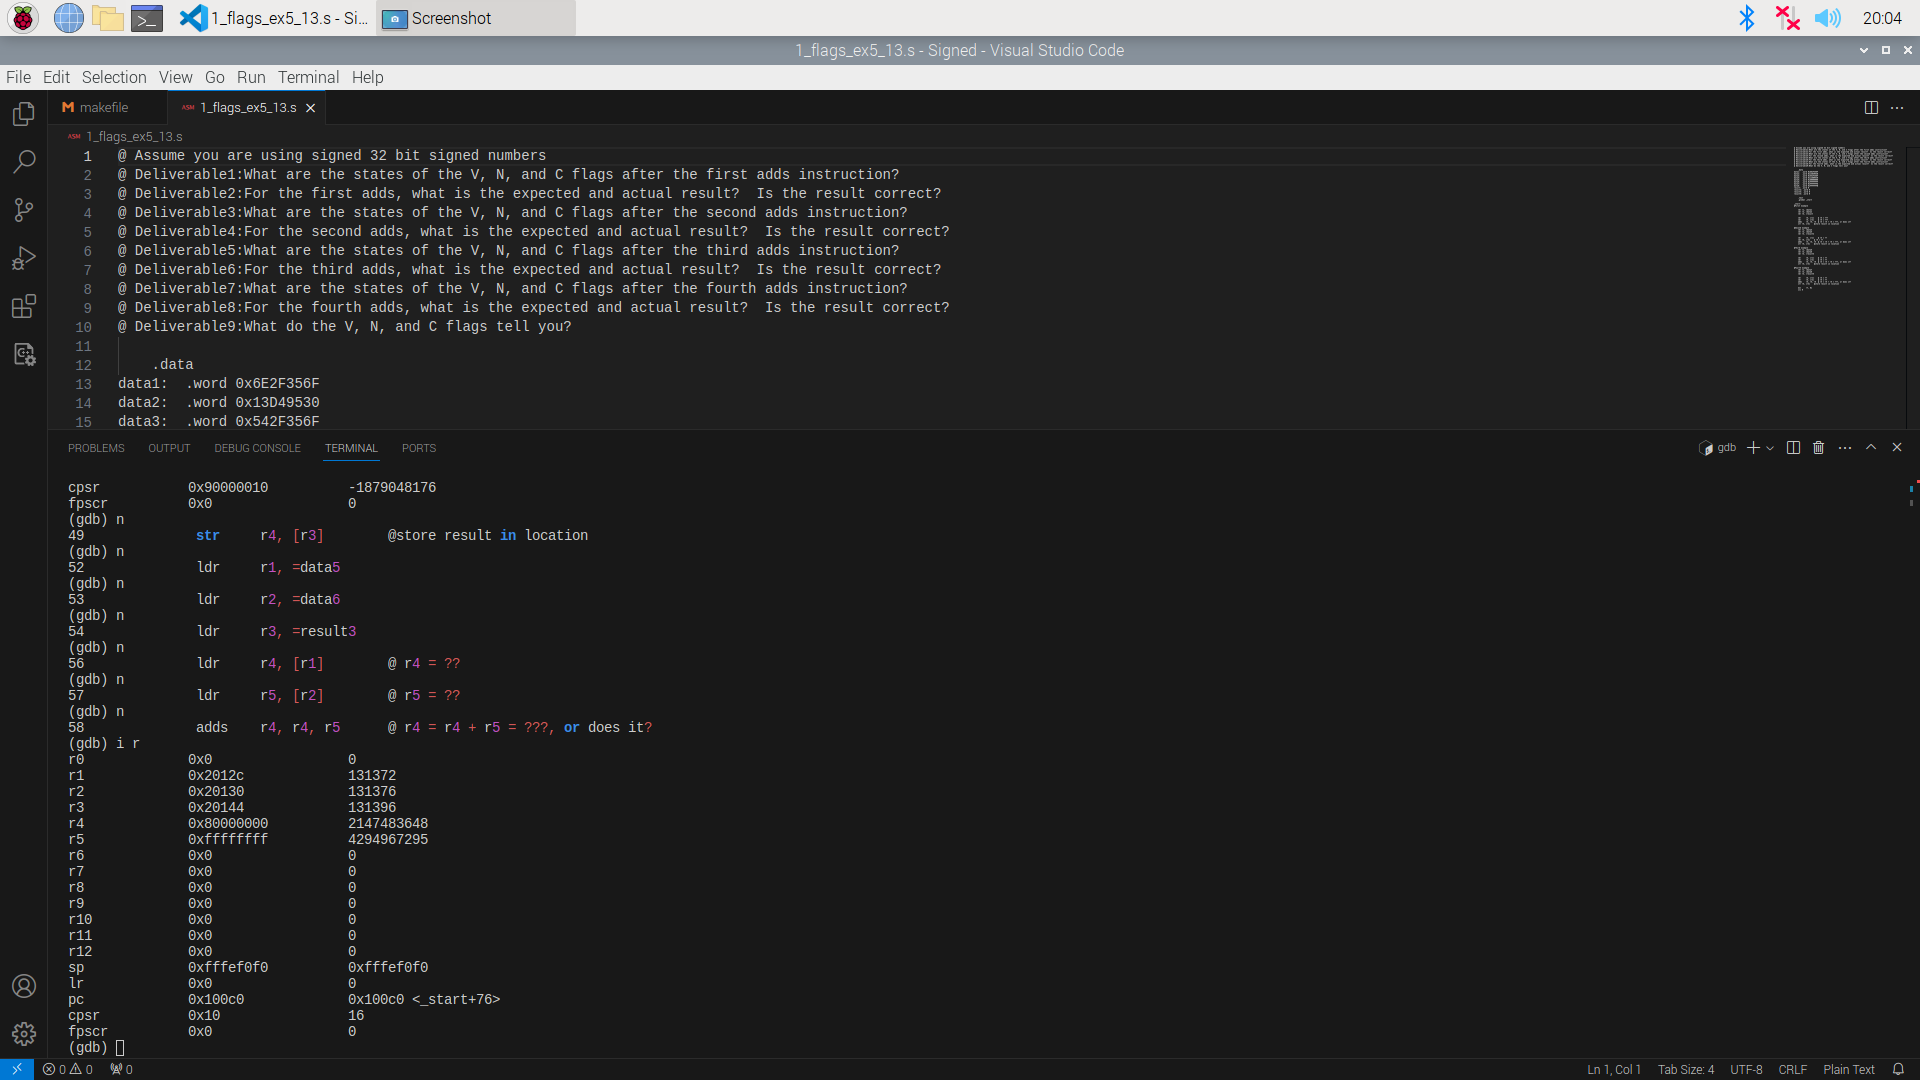 1_flags_ex5_13.s - Si...
Screenshot
20:04
1_flags_ex5_13.s - Signed - Visual Studio Code
File Edit Selection View Go Run Terminal Help
M makefile
ASM 1_flags_ex5_13.s
ASM 1_flags_ex5_13.s
1 @ Assume you are using signed 32 bit signed numbers
2 @ Deliverable1:What are the states of the V, N, and C flags after the first adds instruction?
3 @ Deliverable2:For the first adds, what is the expected and actual result?  Is the result correct?
4 @ Deliverable3:What are the states of the V, N, and C flags after the second adds instruction?
5 @ Deliverable4:For the second adds, what is the expected and actual result?  Is the result correct?
6 @ Deliverable5:What are the states of the V, N, and C flags after the third adds instruction?
7 @ Deliverable6:For the third adds, what is the expected and actual result?  Is the result correct?
8 @ Deliverable7:What are the states of the V, N, and C flags after the fourth adds instruction?
9 @ Deliverable8:For the fourth adds, what is the expected and actual result?  Is the result correct?
10 @ Deliverable9:What do the V, N, and C flags tell you?
11
12 .data
13 data1:  .word 0x6E2F356F
14 data2:  .word 0x13D49530
15 data3:  .word 0x542F356F
PROBLEMS OUTPUT DEBUG CONSOLE TERMINAL PORTS
gdb
cpsr 0x90000010 -1879048176
fpscr 0x0 0
(gdb) n
49 str r4, [r3] @store result in location
(gdb) n
52 ldr r1, =data5
(gdb) n
53 ldr r2, =data6
(gdb) n
54 ldr r3, =result3
(gdb) n
56 ldr r4, [r1] @ r4 = ??
(gdb) n
57 ldr r5, [r2] @ r5 = ??
(gdb) n
58 adds r4, r4, r5 @ r4 = r4 + r5 = ???, or does it?
(gdb) i r
r0 0x0 0
r1 0x2012c 131372
r2 0x20130 131376
r3 0x20144 131396
r4 0x80000000 2147483648
r5 0xffffffff 4294967295
r6 0x0 0
r7 0x0 0
r8 0x0 0
r9 0x0 0
r10 0x0 0
r11 0x0 0
r12 0x0 0
sp 0xfffef0f0 0xfffef0f0
lr 0x0 0
pc 0x100c0 0x100c0 <_start+76>
cpsr 0x10 16
fpscr 0x0 0
(gdb)
0 0 0 Ln 1, Col 1 Tab Size: 4 UTF-8 CRLF Plain Text